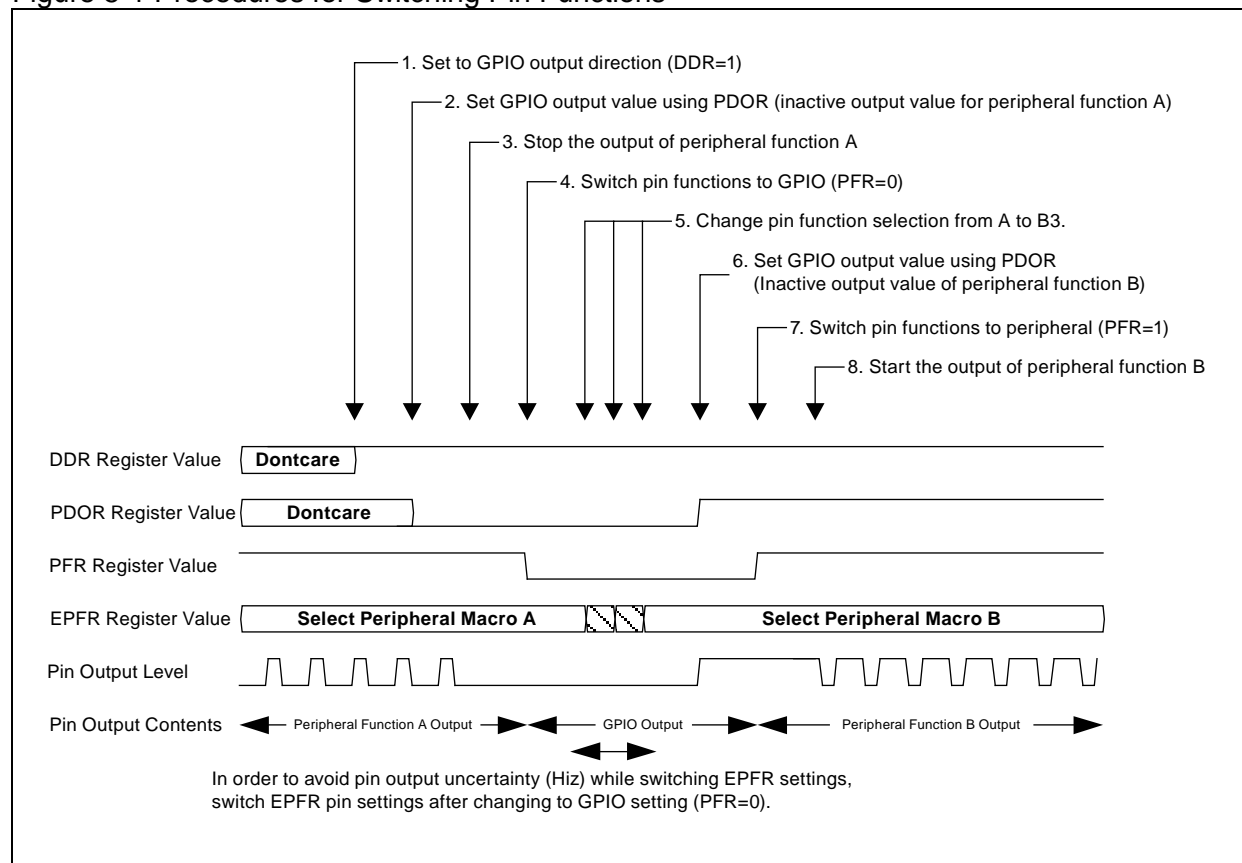 Figure Procedures for Switching Pin Functions
1. Set to GPIO output direction (DDR=1)
2. Set GPIO output value using PDOR (inactive output value for peripheral function A)
3. Stop the output of peripheral function A
4. Switch pin functions to GPIO (PFR=0)
5. Change pin function selection from A to B3.
6. Set GPIO output value using PDOR
(Inactive output value of peripheral function B)
7. Switch pin functions to peripheral (PFR=1)
8. Start the output of peripheral function B
DDR Register Value Dontcare
PDOR Register Value Dontcare
PFR Register Value
EPFR Register Value Select Peripheral Macro A Select Peripheral Macro B
Pin Output Level
Pin Output Contents Peripheral Function A Output GPIO Output Peripheral Function B Output
In order to avoid pin output uncertainty (Hiz) while switching EPFR settings,
switch EPFR pin settings after changing to GPIO setting (PFR=0).